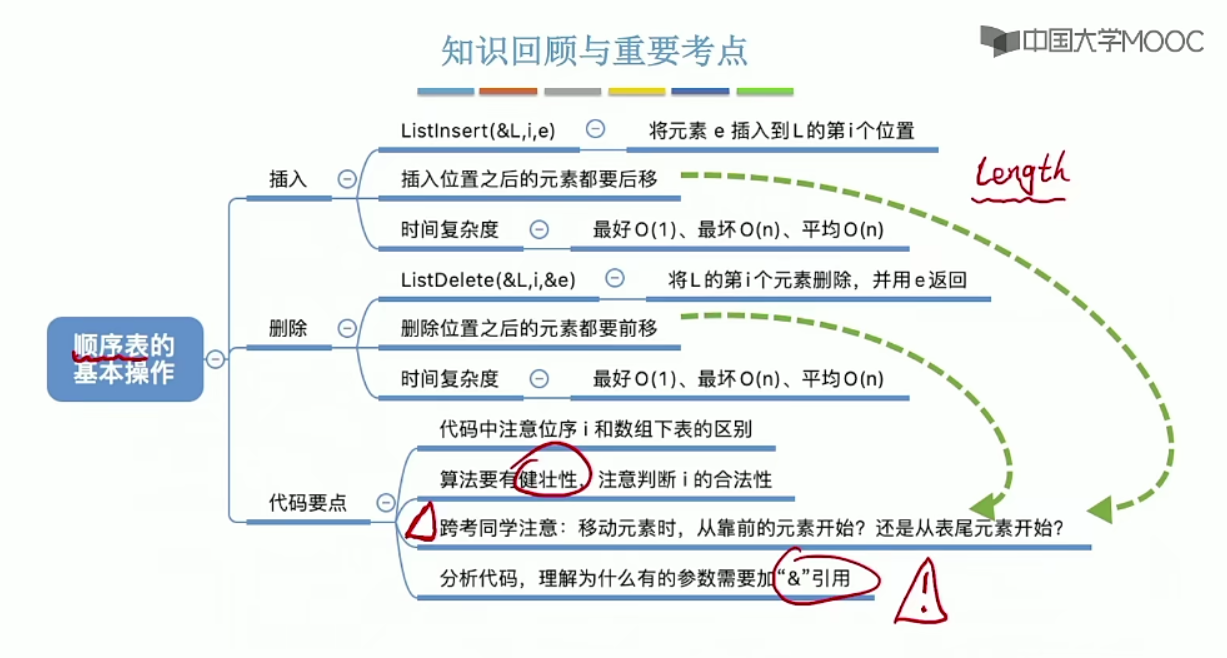 知识回顾与重要考点
中国大学MOOC
ListInsert(&L,i,e)
将元素 e 插入到L的第i个位置
Length
插入
插入位置之后的元素都要后移
时间复杂度
最好O(1)、最坏O(n)、平均O(n)
ListDelete(&L,i,&e)
将L的第i个元素删除，并用e返回
删除
删除位置之后的元素都要前移
时间复杂度
最好O(1)、最坏O(n)、平均O(n)
顺序表的
基本操作
代码中注意位序 i 和数组下表的区别
算法要有健壮性，注意判断 i 的合法性
代码要点
跨考同学注意：移动元素时，从靠前的元素开始？还是从表尾元素开始？
分析代码，理解为什么有的参数需要加“&”引用
!